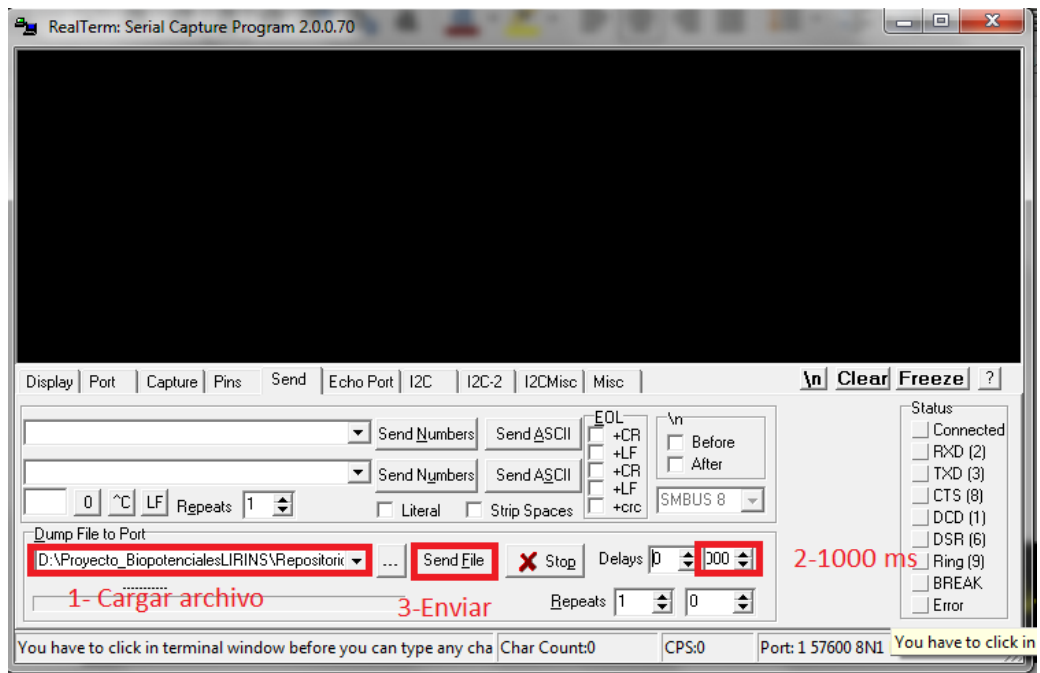 RealTerm: Serial Capture Program 2.0.0.70
Display Port Capture Pins Send Echo Port I2C I2C-2 I2CMisc Misc \n Clear Freeze ?
Send Numbers Send ASCII
EOL
+CR
+LF
\n
Before
After
Send Numbers Send ASCII
+CR
+LF
SMBUS 8
0 ^C LF Repeats 1
Literal Strip Spaces +crc
Dump File to Port
D:\Proyecto_BiopotencialesLIRINS\Repositoric
... Send File Stop Delays 0 000
2-1000 ms
1- Cargar archivo
3-Enviar
Repeats 1 0
Status
Connected
RXD (2)
TXD (3)
CTS (8)
DCD (1)
DSR (6)
Ring (9)
BREAK
Error
You have to click in terminal window before you can type any cha Char Count:0 CPS:0 Port: 1 57600 8N1
You have to click in